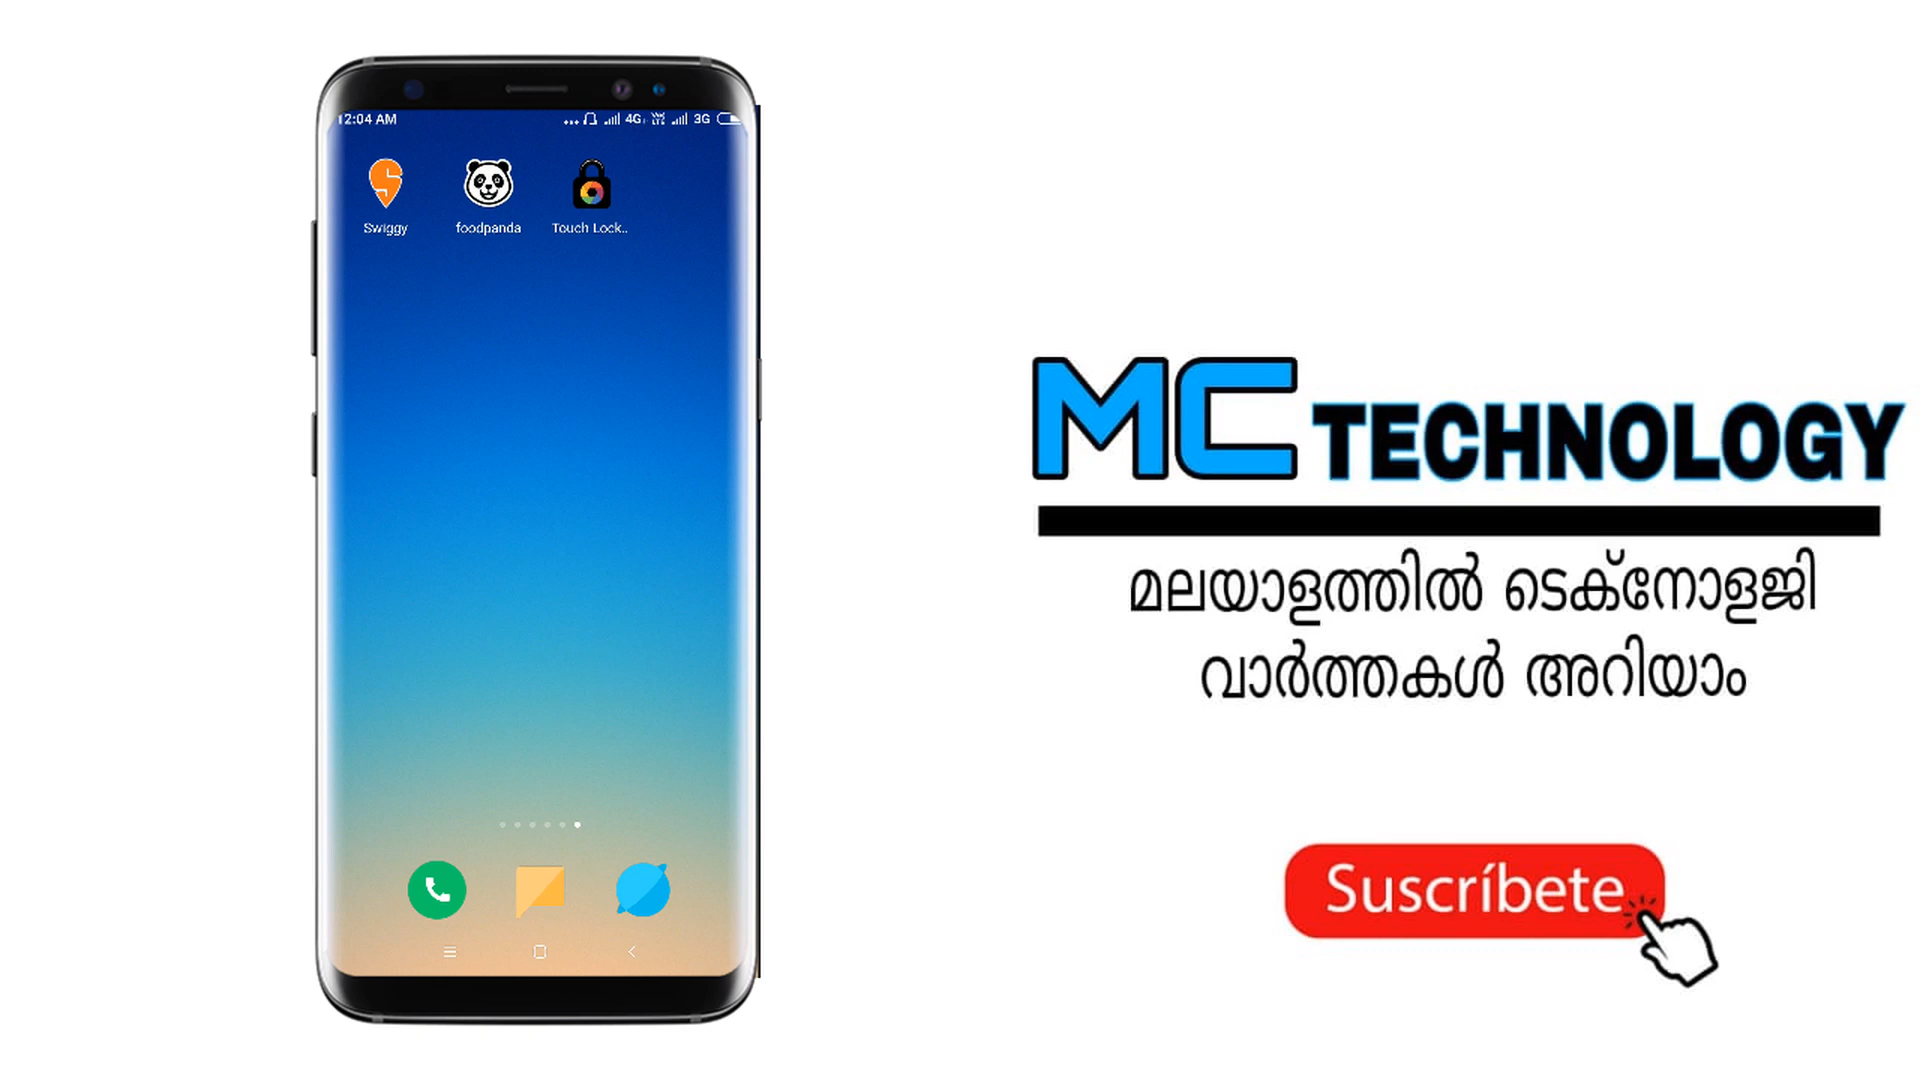 12:04 AM
4G
3G
Swiggy
foodpanda
Touch Lock..
MC TECHNOLOGY
മലയാളത്തിൽ ടെക്നോളജി
വാർത്തകൾ അറിയാം
Suscríbete